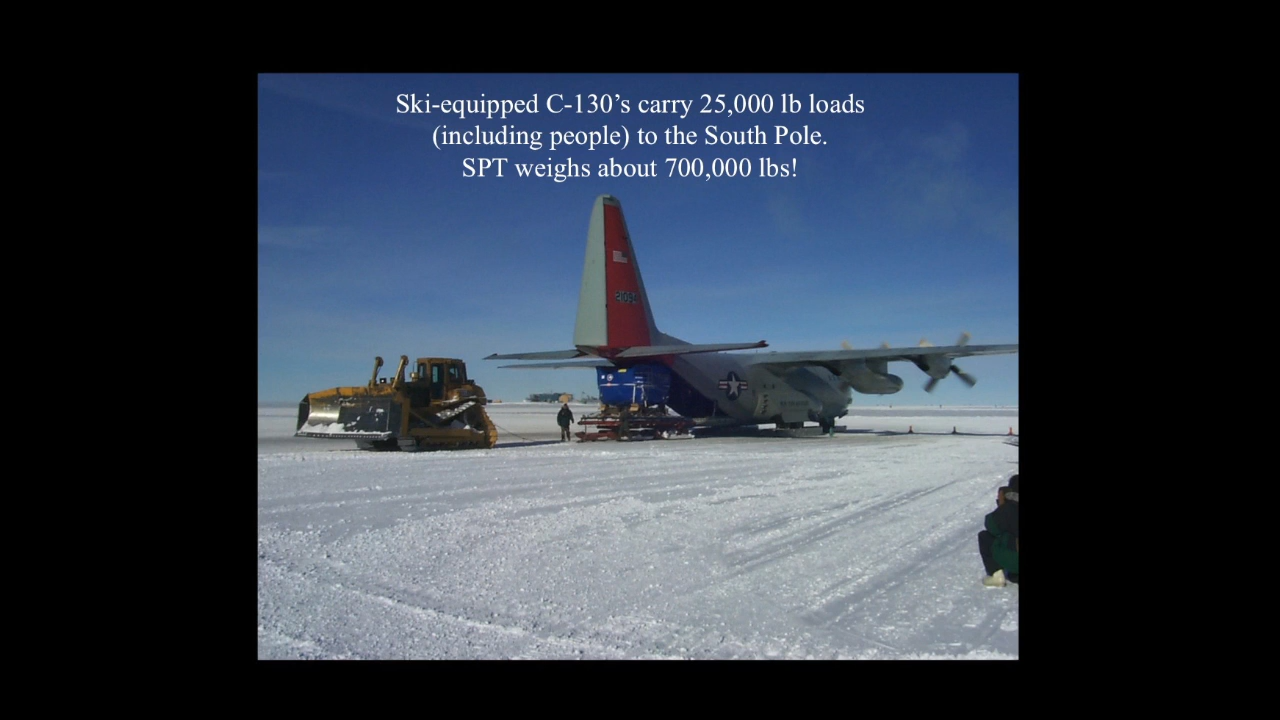 Ski-equipped C-130’s carry 25,000 lb loads
(including people) to the South Pole.
SPT weighs about 700,000 lbs!